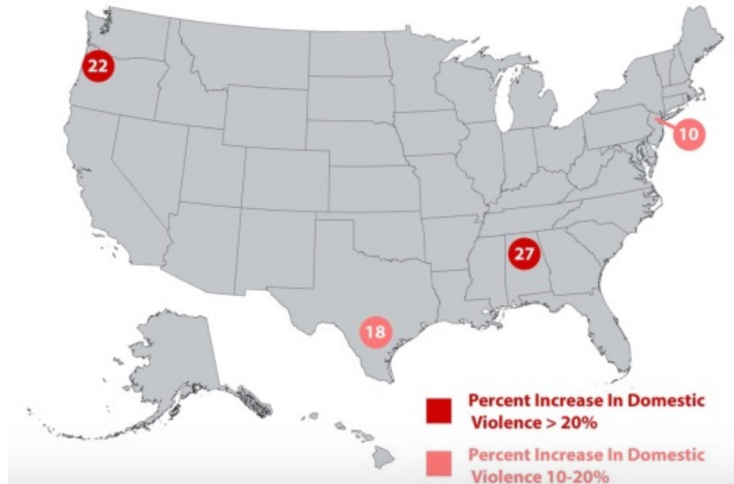 22
10
27
18
Percent Increase In Domestic
Violence > 20%
Percent Increase In Domestic
Violence 10-20%